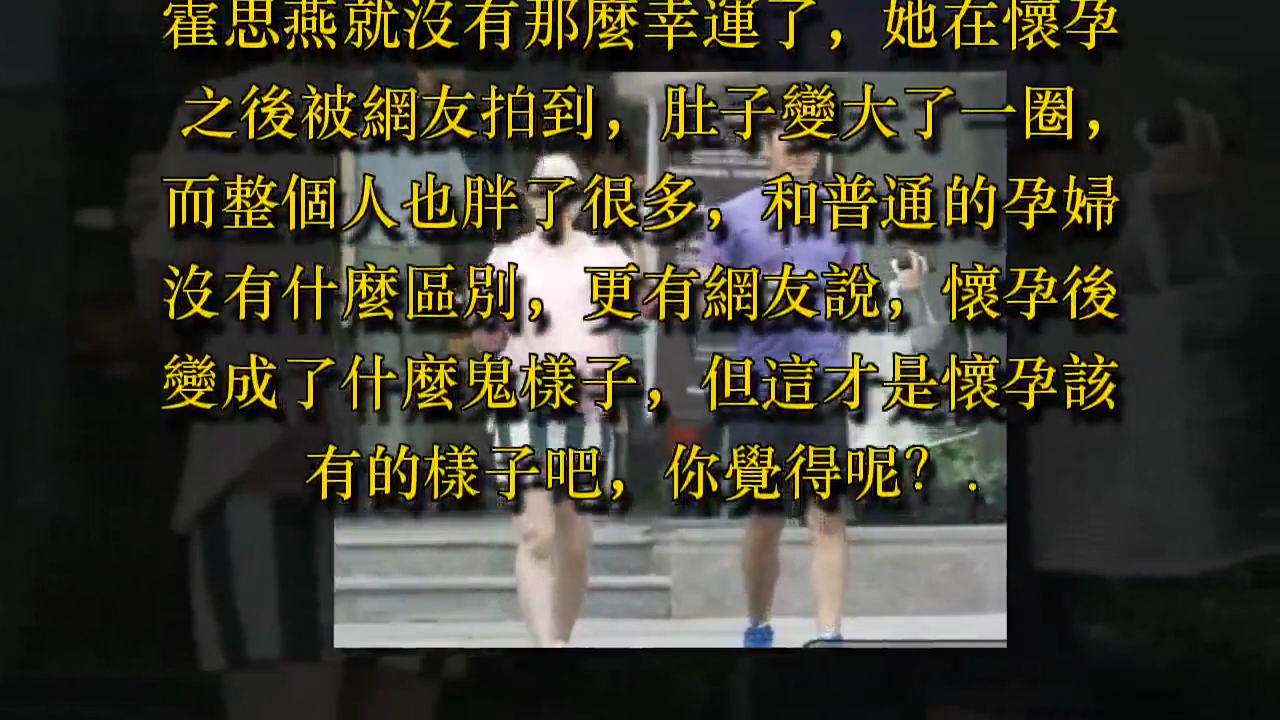 霍思燕就沒有那麼幸運了，她在懷孕
之後被網友拍到，肚子變大了一圈，
而整個人也胖了很多，和普通的孕婦
沒有什麼區別，更有網友說，懷孕後
變成了什麼鬼樣子，但這才是懷孕該
有的樣子吧，你覺得呢？.